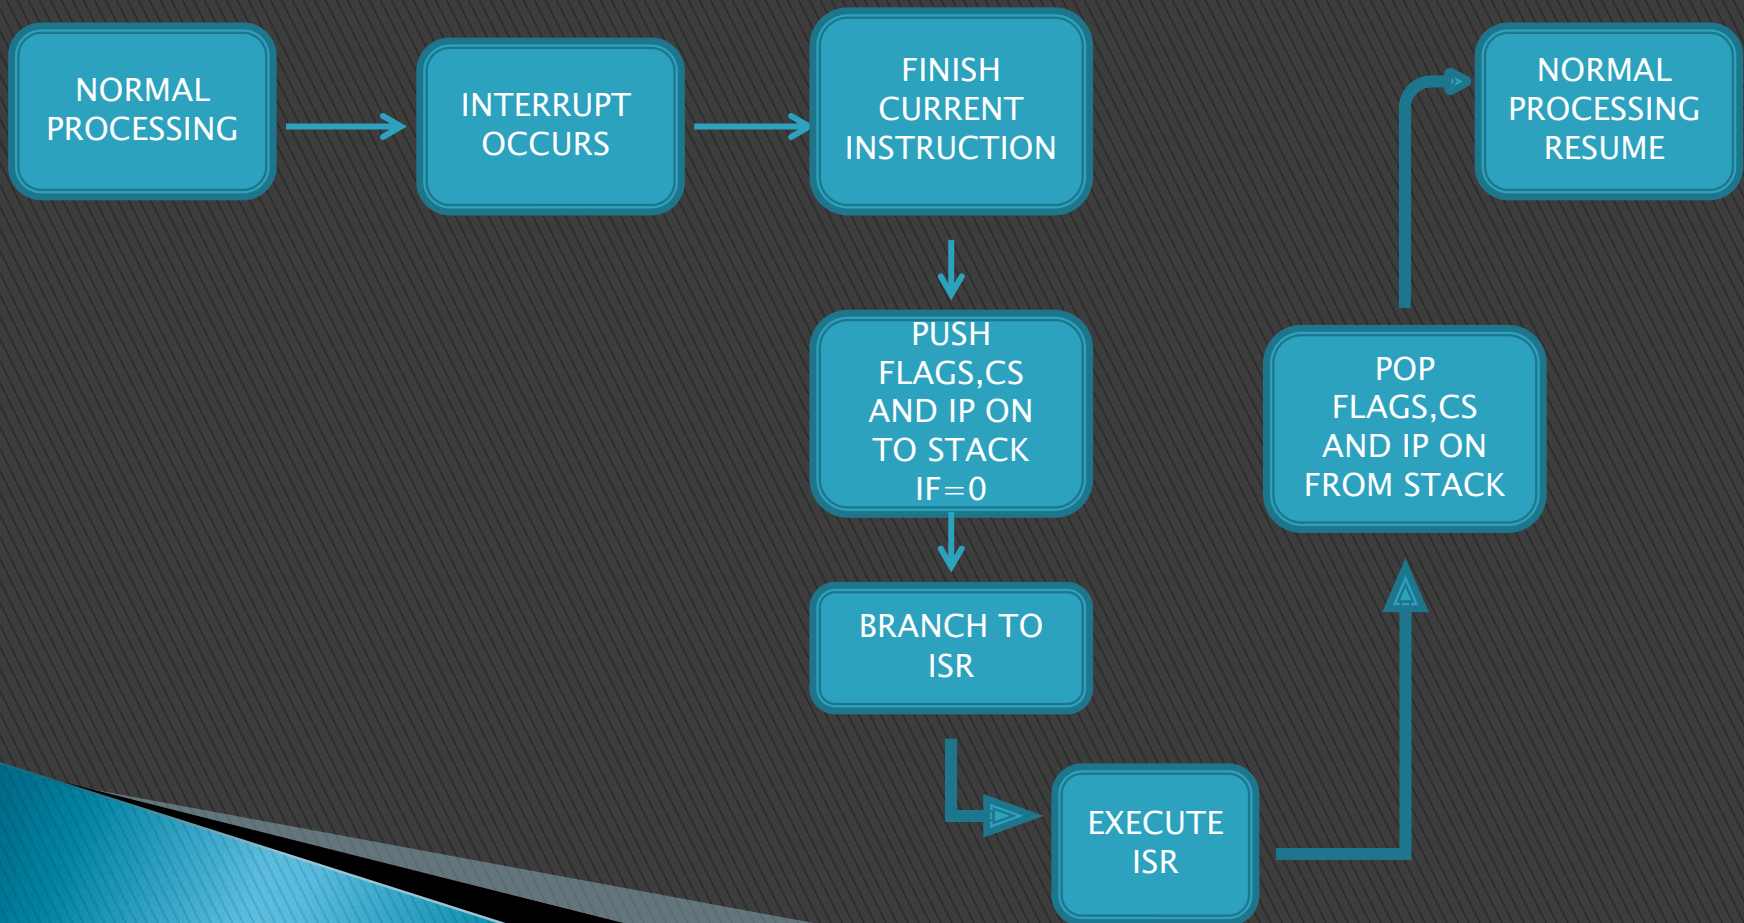 NORMAL
PROCESSING
INTERRUPT
OCCURS
FINISH
CURRENT
INSTRUCTION
PUSH
FLAGS,CS
AND IP ON
TO STACK
IF=0
BRANCH TO
ISR
EXECUTE
ISR
POP
FLAGS,CS
AND IP ON
FROM STACK
NORMAL
PROCESSING
RESUME